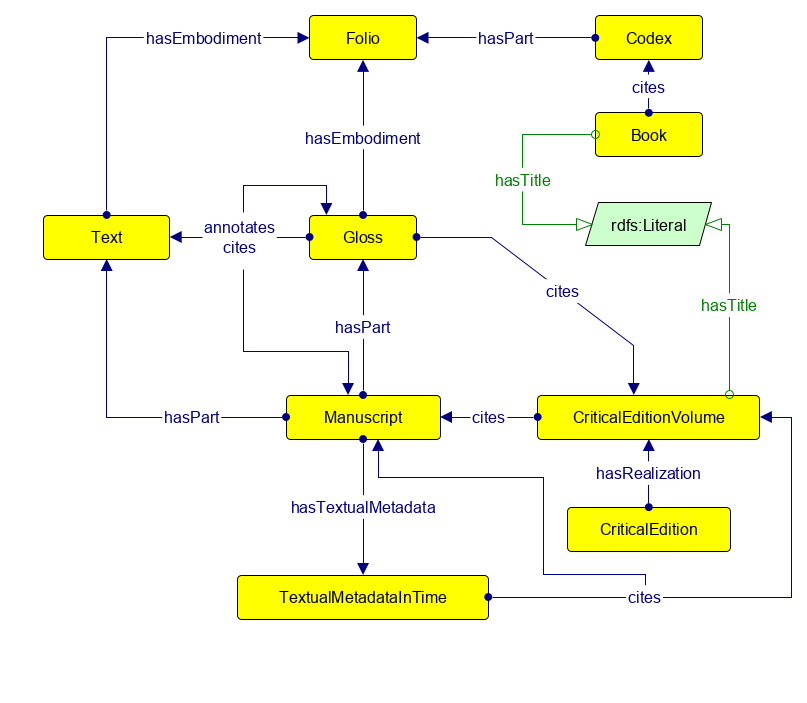 hasEmbodiment
Folio
hasPart
Codex
cites
hasEmbodiment
Book
hasTitle
Text
annotates
cites
Gloss
rdfs:Literal
cites
hasTitle
hasPart
hasPart
Manuscript
cites
CriticalEditionVolume
hasRealization
hasTextualMetadata
CriticalEdition
TextualMetadataInTime
cites